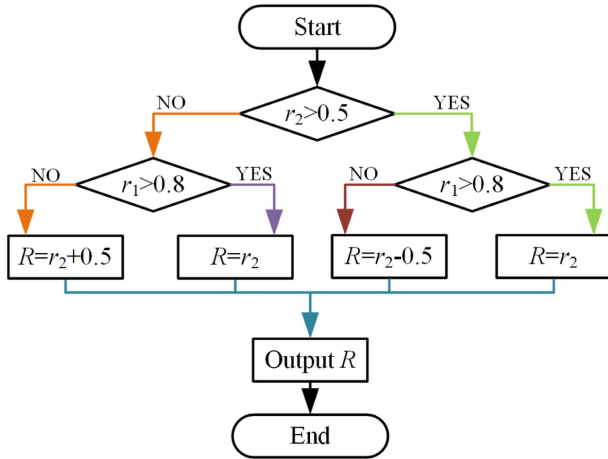 Start
r₂>0.5
NO
YES
r₁>0.8
NO
YES
r₁>0.8
NO
YES
R=r₂+0.5
R=r₂
R=r₂-0.5
R=r₂
Output R
End